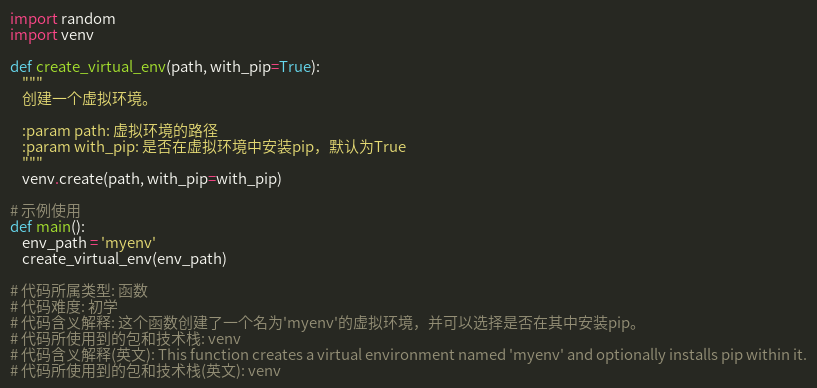 import random
import venv

def create_virtual_env(path, with_pip=True):
    """
    创建一个虚拟环境。

    :param path: 虚拟环境的路径
    :param with_pip: 是否在虚拟环境中安装pip，默认为True
    """
    venv.create(path, with_pip=with_pip)

# 示例使用
def main():
    env_path = 'myenv'
    create_virtual_env(env_path)

# 代码所属类型: 函数
# 代码难度: 初学
# 代码含义解释: 这个函数创建了一个名为'myenv'的虚拟环境，并可以选择是否在其中安装pip。
# 代码所使用到的包和技术栈: venv
# 代码含义解释(英文): This function creates a virtual environment named 'myenv' and optionally installs pip within it.
# 代码所使用到的包和技术栈(英文): venv